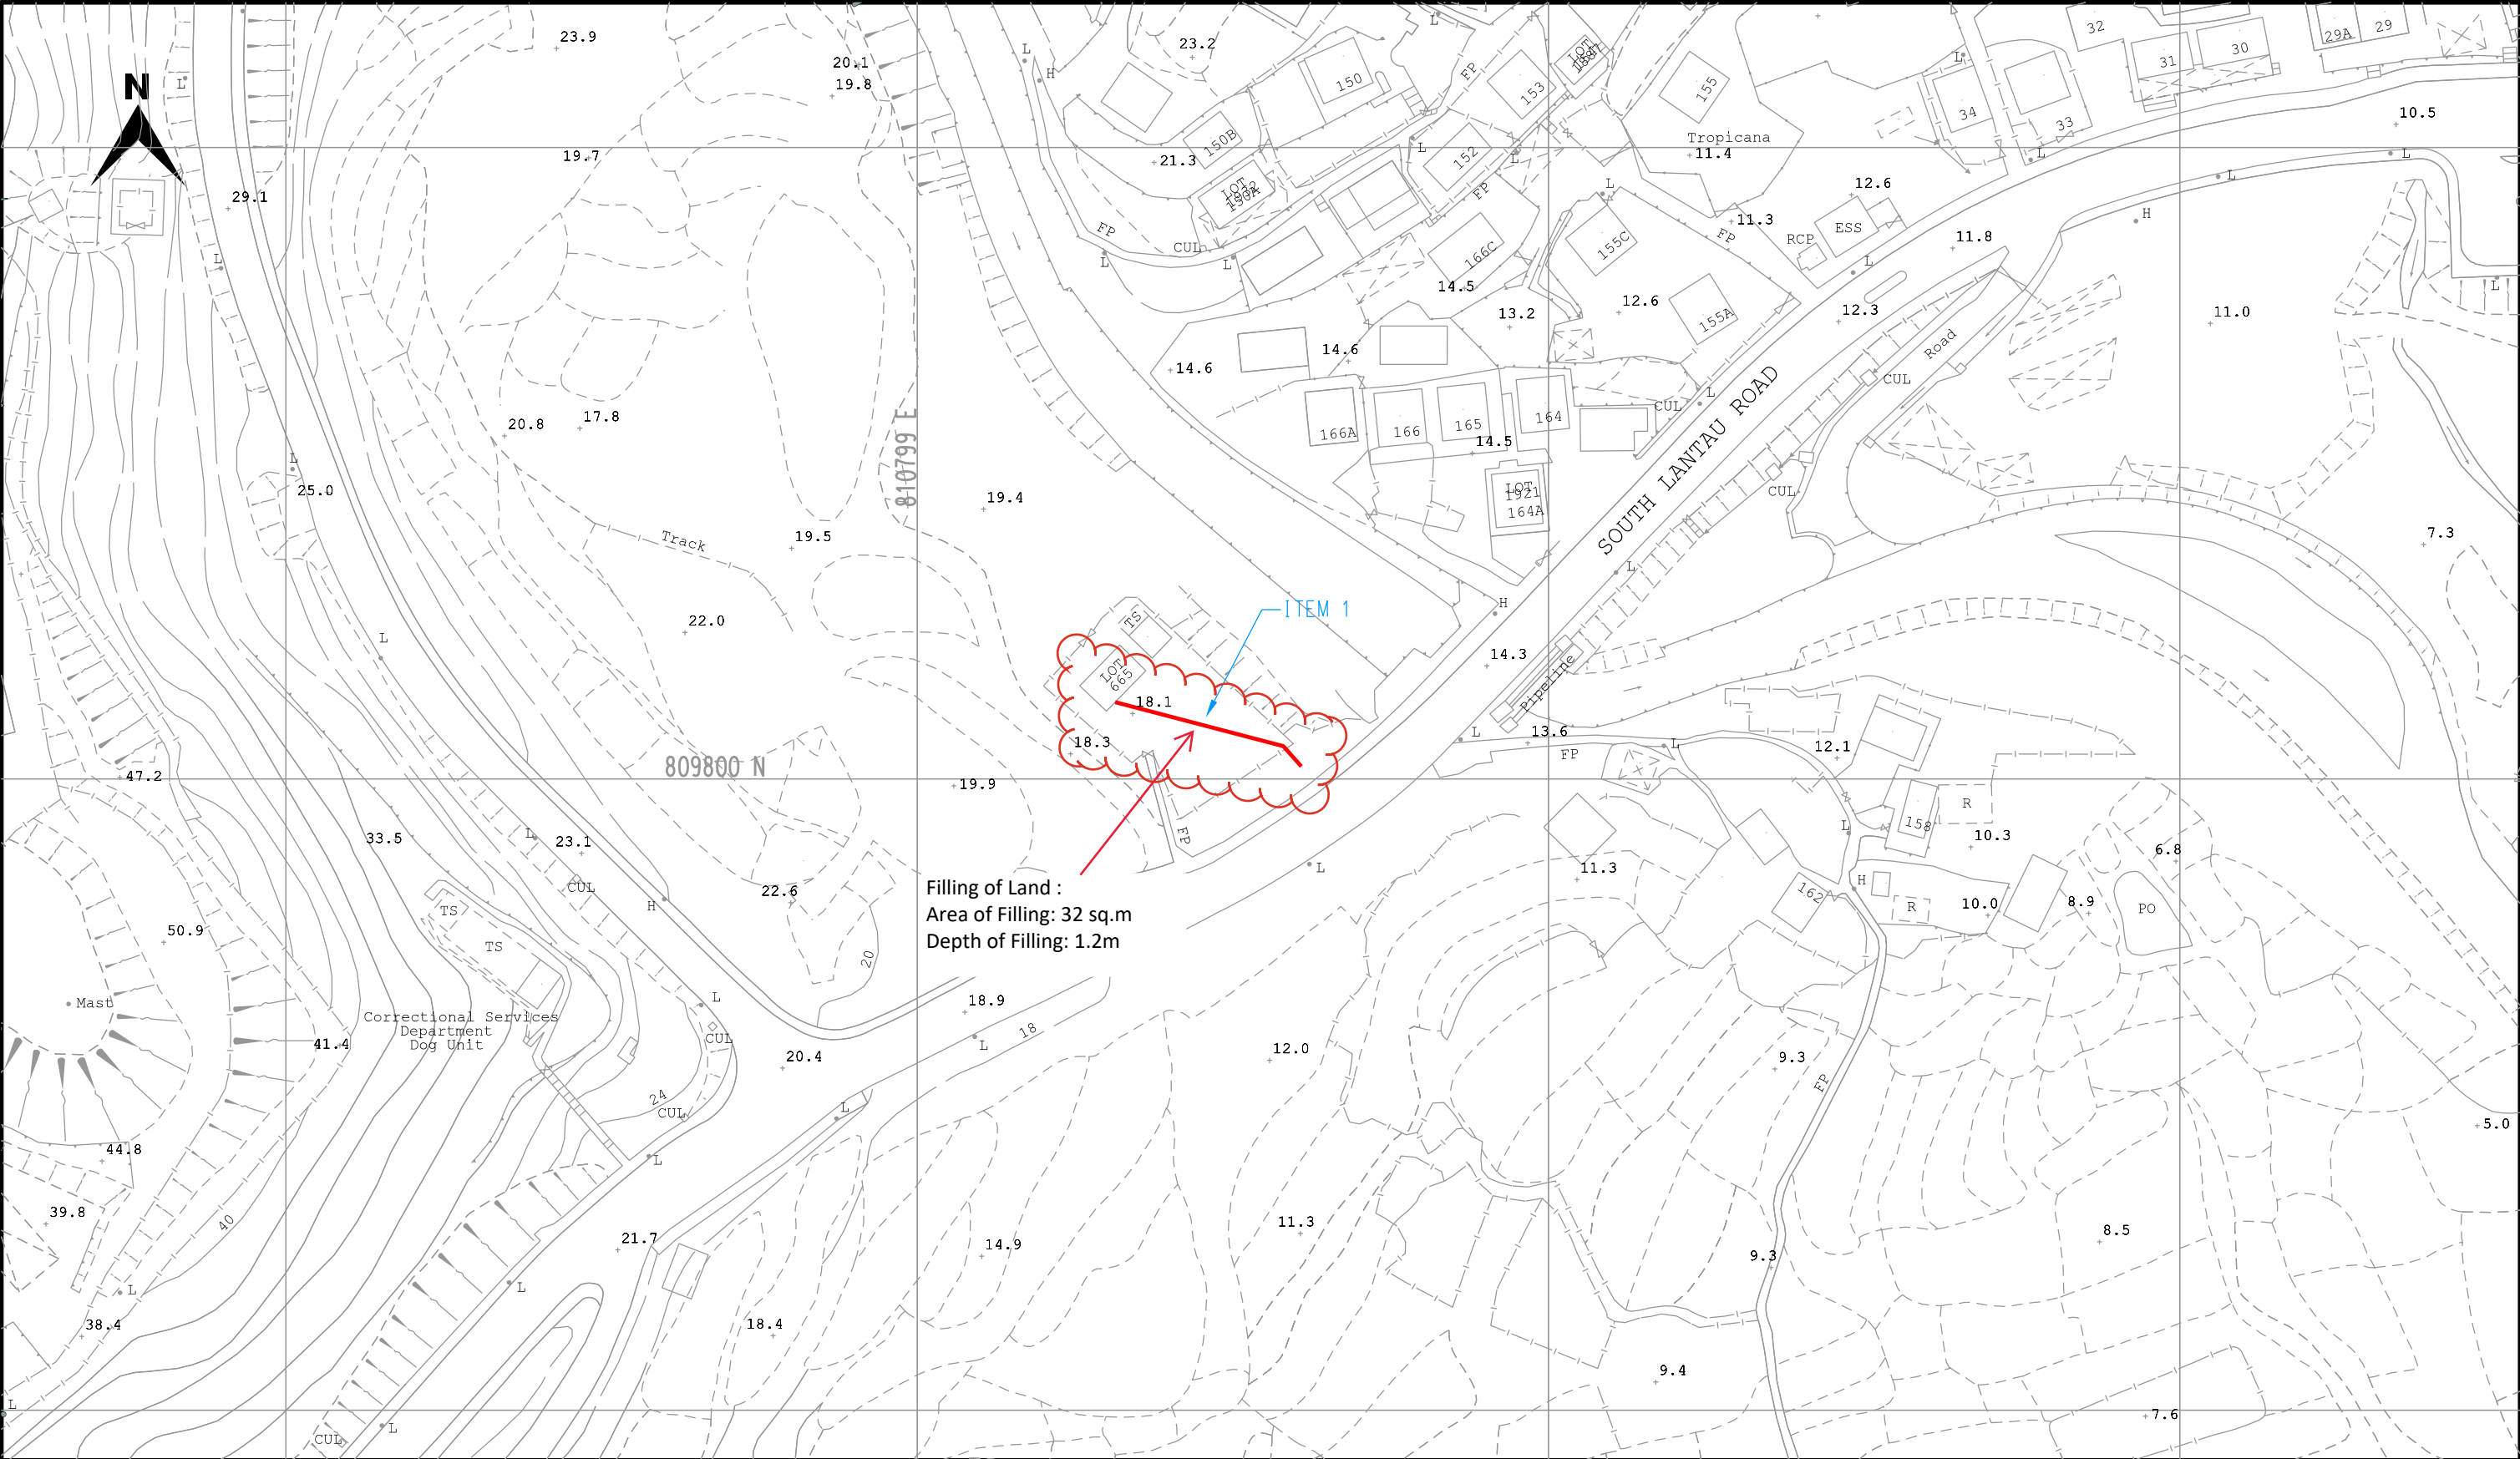 N
23.9
20.1
19.8
23.2
L
L
H
L
FP
150
153
155
32
31
30
29A
29
34
33
10.5
19.7
150B
21.3
L
152
L
Tropicana
11.4
L
L
L
29.1
LOT
150A
FP
L
11.3
FP
12.6
ESS
RCP
H
11.8
L
FP
CUL
L
L
166C
155C
14.5
13.2
12.6
155A
12.3
11.0
L
L
14.6
14.6
Road
CUL
20.8
17.8
810799 E
166A
166
165
164
14.5
CUL
L
SOUTH LANTAU ROAD
L
25.0
19.4
LOT
1921
164A
CUL
Track
19.5
7.3
L
22.0
TS
ITEM 1
H
L
LOT
665
18.1
14.3
Pipeline
18.3
L
13.6
FP
L
12.1
809800 N
47.2
19.9
R
158
10.3
L
33.5
L
23.1
FP
L
11.3
6.8
CUL
H
22.6
Filling of Land :
Area of Filling: 32 sq.m
Depth of Filling: 1.2m
162
H
R
10.0
8.9
PO
TS
TS
50.9
20
Mast
L
18.9
18
L
Correctional Services
Department
Dog Unit
41.4
CUL
20.4
12.0
9.3
FP
24
CUL
L
5.0
44.8
L
39.8
40
21.7
14.9
11.3
9.3
8.5
L
L
38.4
18.4
9.4
L
L
CUL
7.6